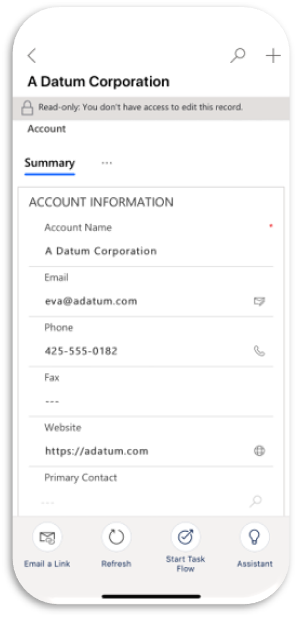 A Datum Corporation
Read-only: You don't have access to edit this record.
Account
Summary ...
ACCOUNT INFORMATION
Account Name *
A Datum Corporation
Email
eva@adatum.com
Phone
425-555-0182
Fax
---
Website
https://adatum.com
Primary Contact
---
Email a Link Refresh Start Task Flow Assistant